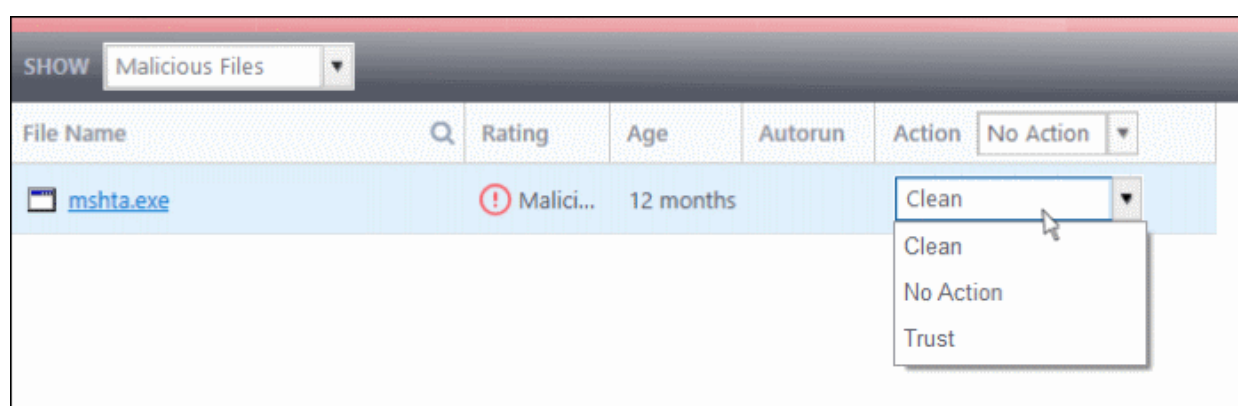 SHOW Malicious Files
File Name Rating Age Autorun Action No Action
mshta.exe Malici... 12 months Clean
Clean
No Action
Trust